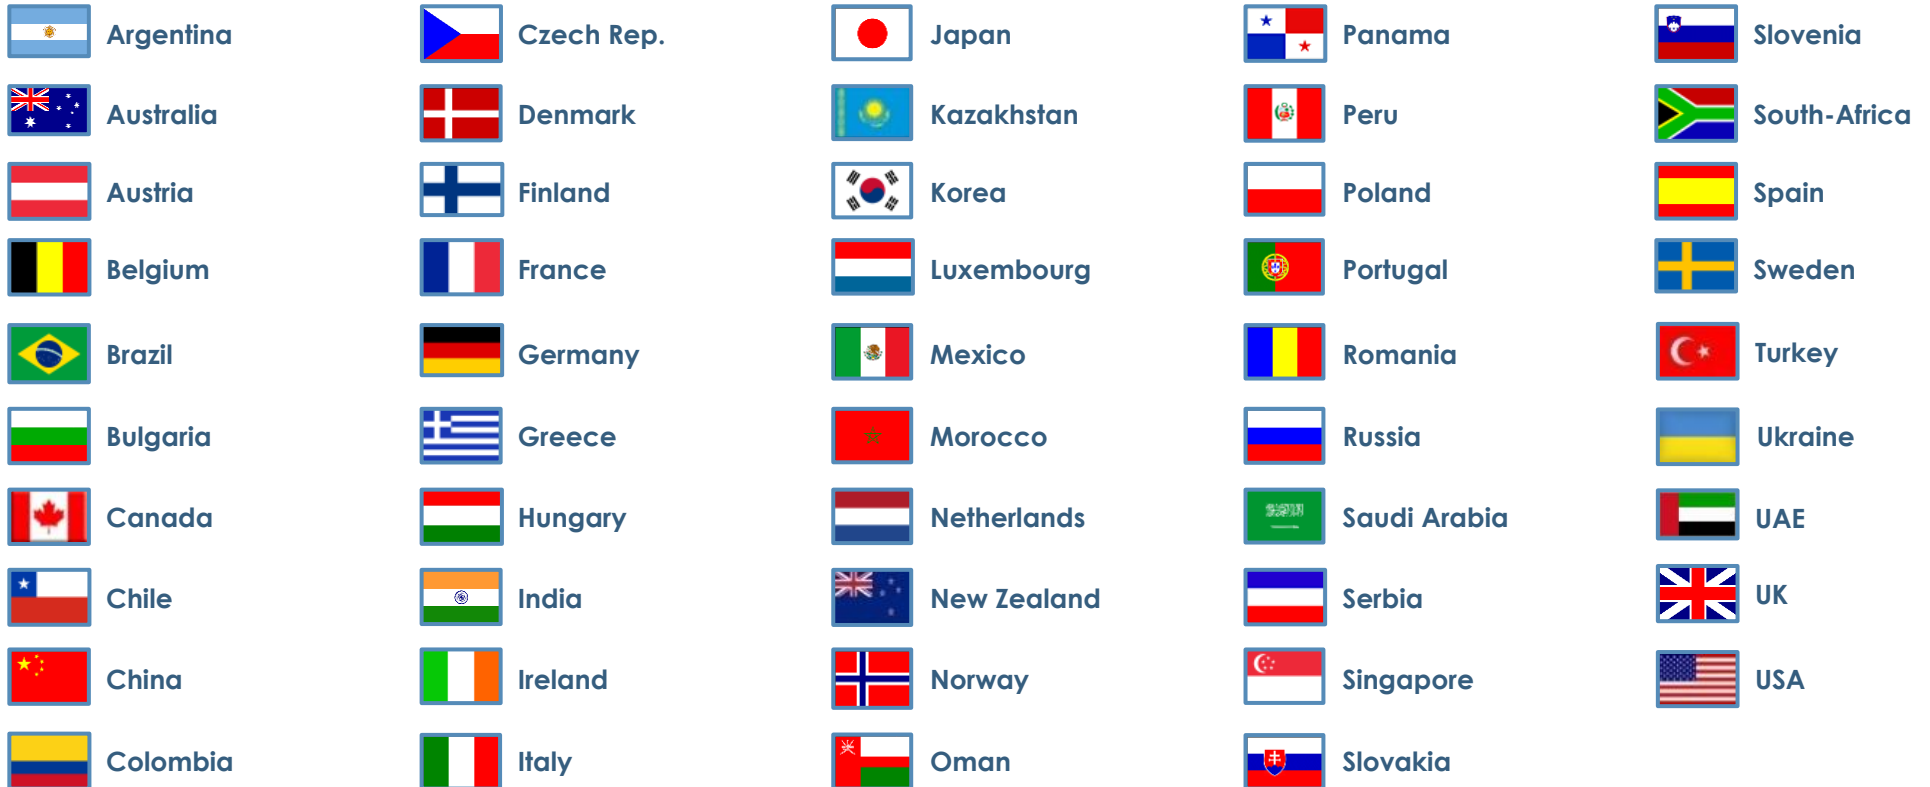 Argentina
Australia
Austria
Belgium
Brazil
Bulgaria
Canada
Chile
China
Colombia
Czech Rep.
Denmark
Finland
France
Germany
Greece
Hungary
India
Ireland
Italy
Japan
Kazakhstan
Korea
Luxembourg
Mexico
Morocco
Netherlands
New Zealand
Norway
Oman
Panama
Peru
Poland
Portugal
Romania
Russia
Saudi Arabia
Serbia
Singapore
Slovakia
Slovenia
South-Africa
Spain
Sweden
Turkey
Ukraine
UAE
UK
USA